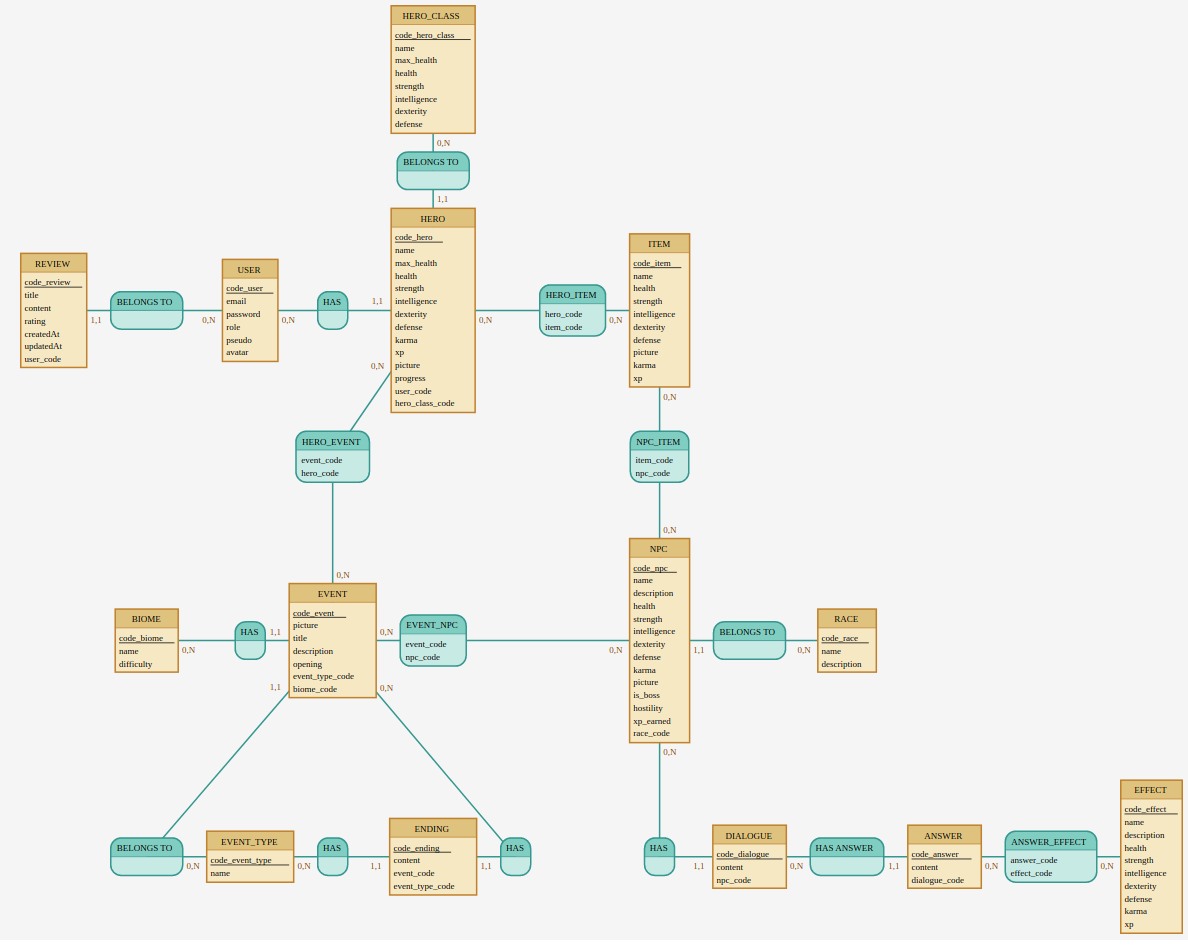 HERO_CLASS
code_hero_class
name
max_health
health
strength
intelligence
dexterity
defense
0,N
BELONGS TO
1,1
HERO
code_hero
name
max_health
health
strength
intelligence
dexterity
defense
karma
xp
picture
progress
user_code
hero_class_code
REVIEW
code_review
title
content
rating
createdAt
updatedAt
user_code
1,1
BELONGS TO
0,N
USER
code_user
email
password
role
pseudo
avatar
0,N
HAS
1,1
0,N
HERO_ITEM
hero_code
item_code
0,N
ITEM
code_item
name
health
strength
intelligence
dexterity
defense
picture
karma
xp
0,N
0,N
HERO_EVENT
event_code
hero_code
0,N
NPC_ITEM
item_code
npc_code
0,N
NPC
code_npc
name
description
health
strength
intelligence
dexterity
defense
karma
picture
is_boss
hostility
xp_earned
race_code
BIOME
code_biome
name
difficulty
0,N
HAS
1,1
EVENT
code_event
picture
title
description
opening
event_type_code
biome_code
0,N
EVENT_NPC
event_code
npc_code
0,N
1,1
BELONGS TO
0,N
RACE
code_race
name
description
1,1
0,N
0,N
BELONGS TO
0,N
EVENT_TYPE
code_event_type
name
0,N
HAS
1,1
ENDING
code_ending
content
event_code
event_type_code
1,1
HAS
HAS
1,1
DIALOGUE
code_dialogue
content
npc_code
0,N
HAS ANSWER
1,1
ANSWER
code_answer
content
dialogue_code
0,N
ANSWER_EFFECT
answer_code
effect_code
0,N
EFFECT
code_effect
name
description
health
strength
intelligence
dexterity
defense
karma
xp